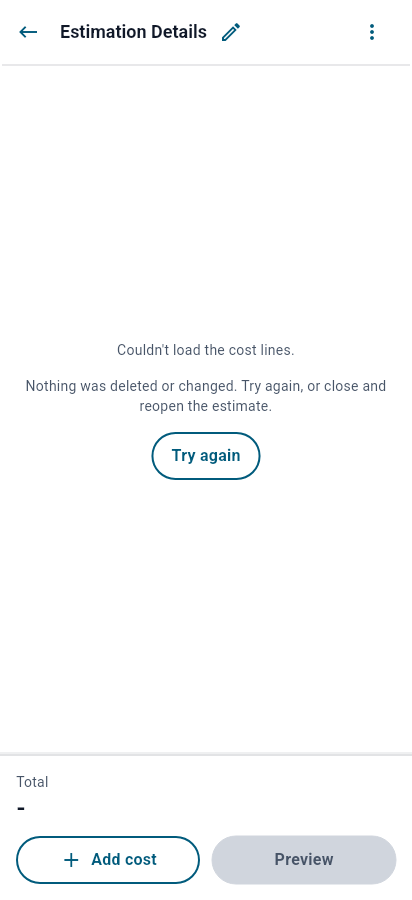 Estimation Details
Couldn't load the cost lines.
Nothing was deleted or changed. Try again, or close and
reopen the estimate.
Try again
Total
-
Add cost
Preview